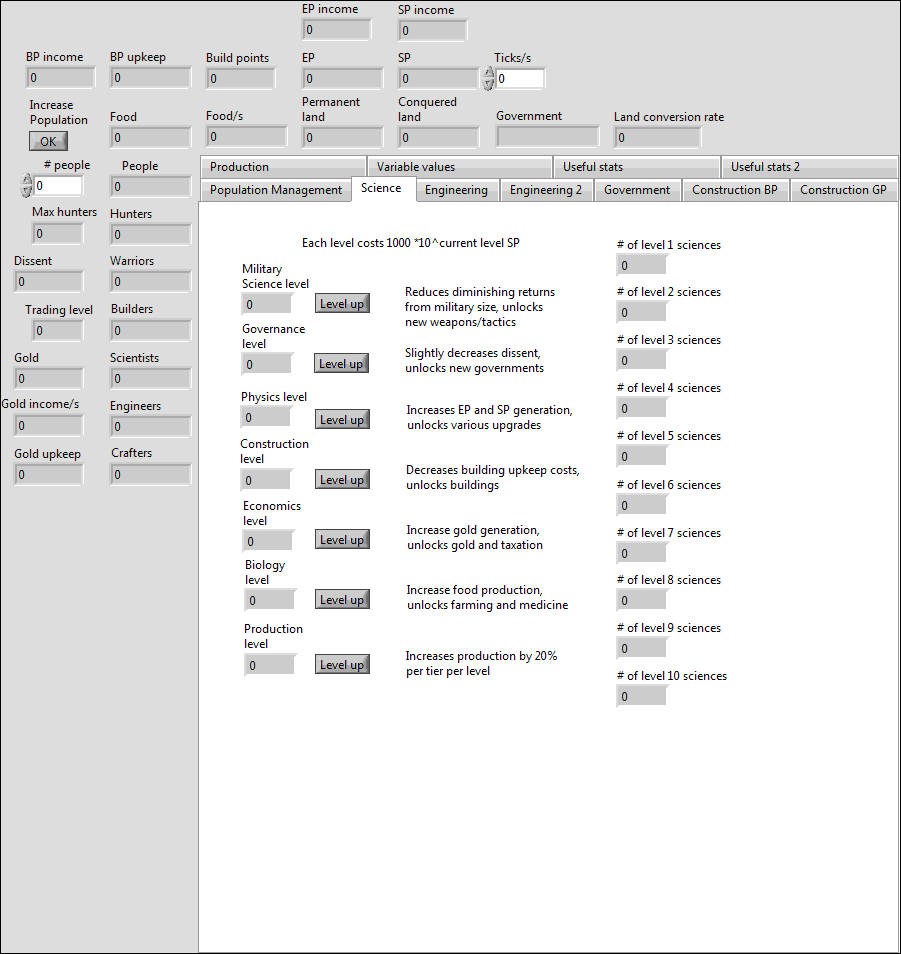 EP income
SP income
0
0
BP income
BP upkeep
Build points
EP
SP
Ticks/s
0
0
0
0
0
0
Increase
Population
OK
Food
0
Food/s
0
Permanent
land
0
Conquered
land
0
Government
Land conversion rate
0
# people
0
People
0
Max hunters
0
Hunters
0
Dissent
0
Warriors
0
Trading level
0
Builders
0
Gold
0
Scientists
0
Gold income/s
0
Engineers
0
Gold upkeep
0
Crafters
0
Production
Variable values
Useful stats
Useful stats 2
Population Management
Science
Engineering
Engineering 2
Government
Construction BP
Construction GP
Each level costs 1000 *10^current level SP
Military
Science level
0
Level up
Reduces diminishing returns
from military size, unlocks
new weapons/tactics
Governance
level
0
Level up
Slightly decreases dissent,
unlocks new governments
Physics level
0
Level up
Increases EP and SP generation,
unlocks various upgrades
Construction
level
0
Level up
Decreases building upkeep costs,
unlocks buildings
Economics
level
0
Level up
Increase gold generation,
unlocks gold and taxation
Biology
level
0
Level up
Increase food production,
unlocks farming and medicine
Production
level
0
Level up
Increases production by 20%
per tier per level
# of level 1 sciences
0
# of level 2 sciences
0
# of level 3 sciences
0
# of level 4 sciences
0
# of level 5 sciences
0
# of level 6 sciences
0
# of level 7 sciences
0
# of level 8 sciences
0
# of level 9 sciences
0
# of level 10 sciences
0